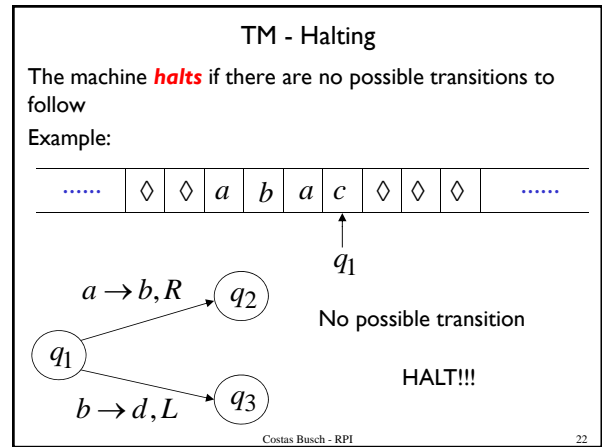 TM - Halting
The machine halts if there are no possible transitions to
follow
Example:
...... ◊ ◊ a b a c ◊ ◊ ◊ ......
q1
a → b, R
q2
No possible transition
q1
HALT!!!
b → d, L
q3
Costas Busch - RPI 22